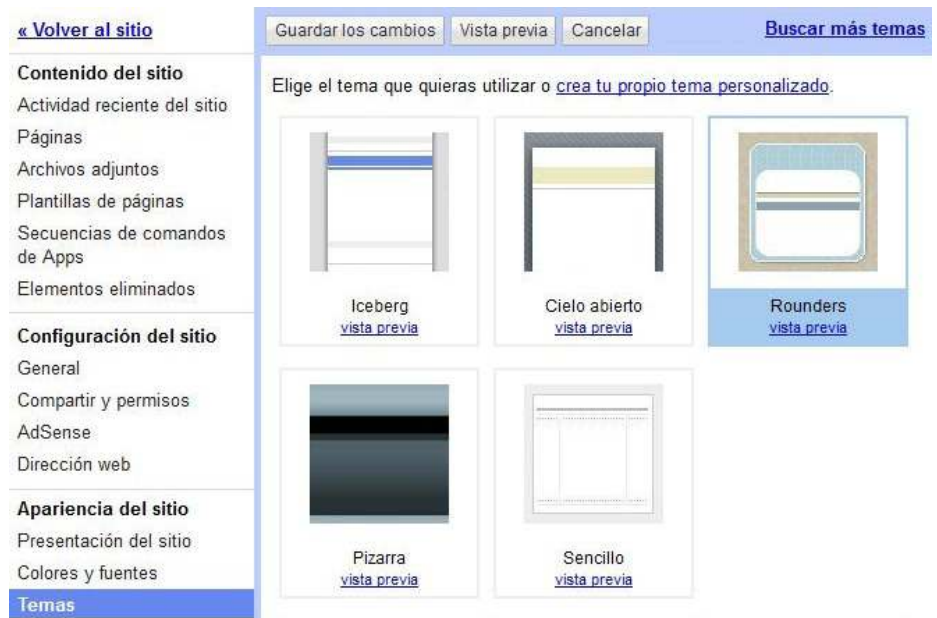 « Volver al sitio
Contenido del sitio
Actividad reciente del sitio
Páginas
Archivos adjuntos
Plantillas de páginas
Secuencias de comandos
de Apps
Elementos eliminados
Configuración del sitio
General
Compartir y permisos
AdSense
Dirección web
Apariencia del sitio
Presentación del sitio
Colores y fuentes
Temas
Guardar los cambios Vista previa Cancelar Buscar más temas
Elige el tema que quieras utilizar o crea tu propio tema personalizado.
Iceberg Cielo abierto Rounders
vista previa vista previa vista previa
Pizarra Sencillo
vista previa vista previa